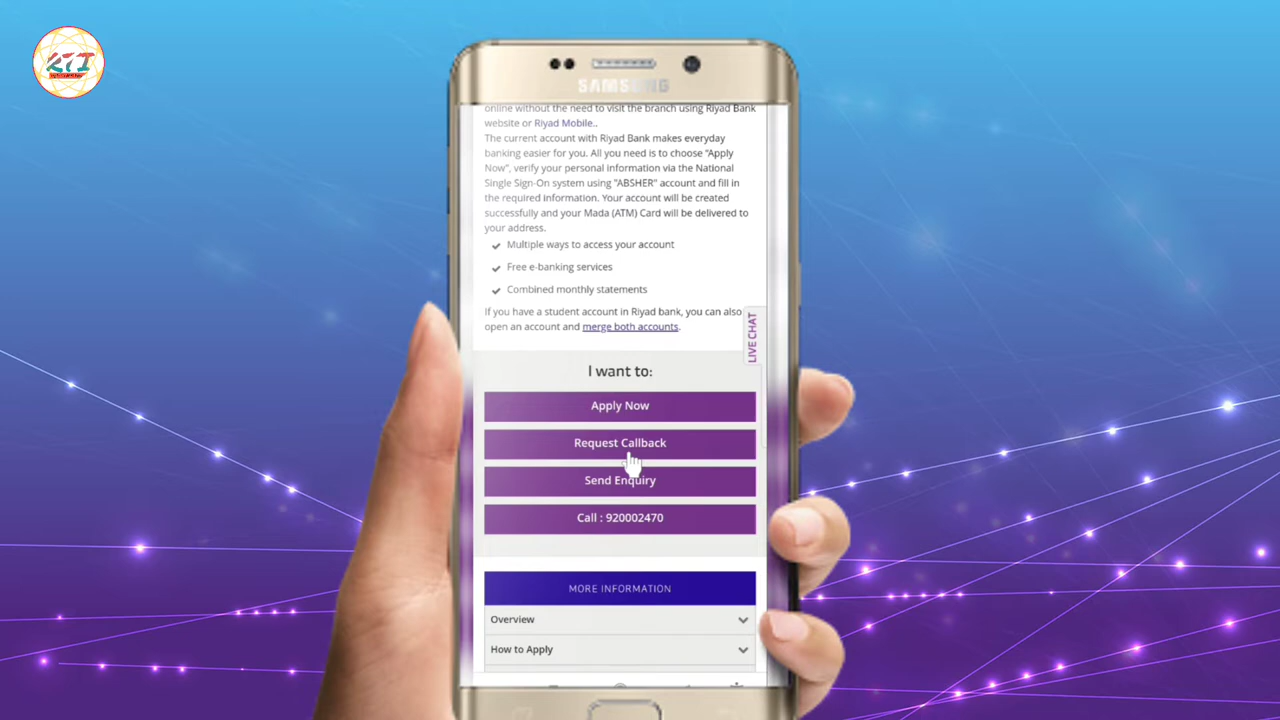 KTI
SAMSUNG
online without the need to visit the branch using Riyad Bank
website or Riyad Mobile..
The current account with Riyad Bank makes everyday
banking easier for you. All you need is to choose "Apply
Now", verify your personal information via the National
Single Sign-On system using "ABSHER" account and fill in
the required information. Your account will be created
successfully and your Mada (ATM) Card will be delivered to
your address.
Multiple ways to access your account
Free e-banking services
Combined monthly statements
If you have a student account in Riyad bank, you can also
open an account and merge both accounts.
LIVE CHAT
I want to:
Apply Now
Request Callback
Send Enquiry
Call : 920002470
MORE INFORMATION
Overview
How to Apply